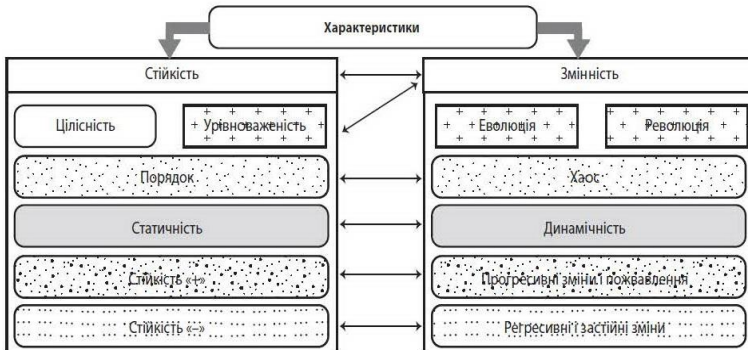 Характеристики
Стійкість
Змінність
Цілісність
Урівноваженість
Еволюція
Революція
Порядок
Хаос
Статичність
Динамічність
Стійкість «+»
Прогресивні зміни і пожвавлення
Стійкість «–»
Регресивні і застійні зміни